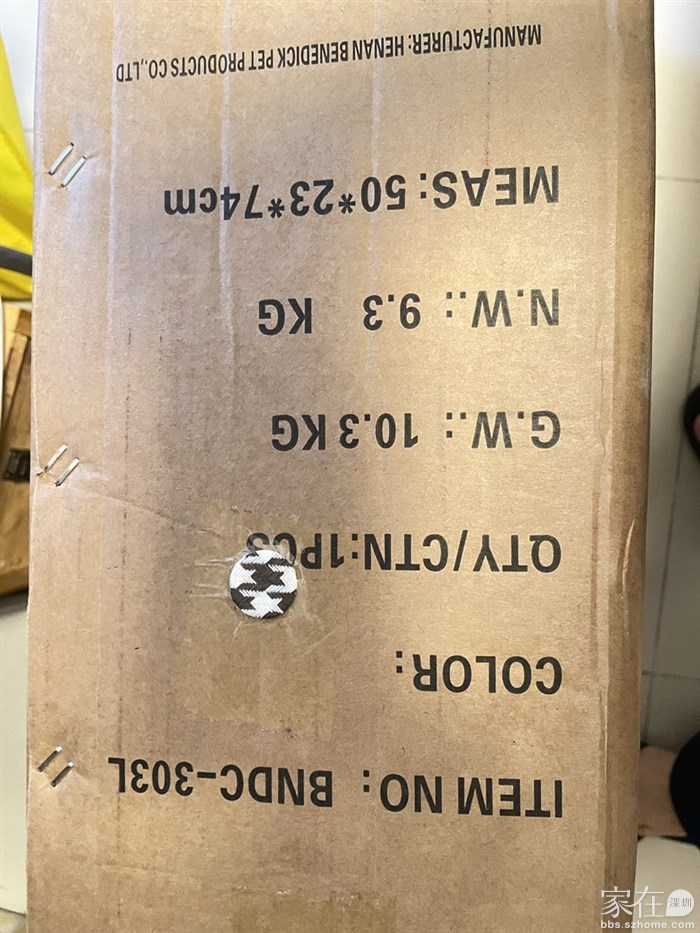 ITEM NO: BNDC-303L
COLOR:
QTY/CTN:1PCS
G.W.: 10.3 KG
N.W.: 9.3 KG
MEAS:50*23*74cm
MANUFACTURER: HENAN BENEDICK PET PRODUCTS CO.,LTD
家在深圳
bbs.szhome.com